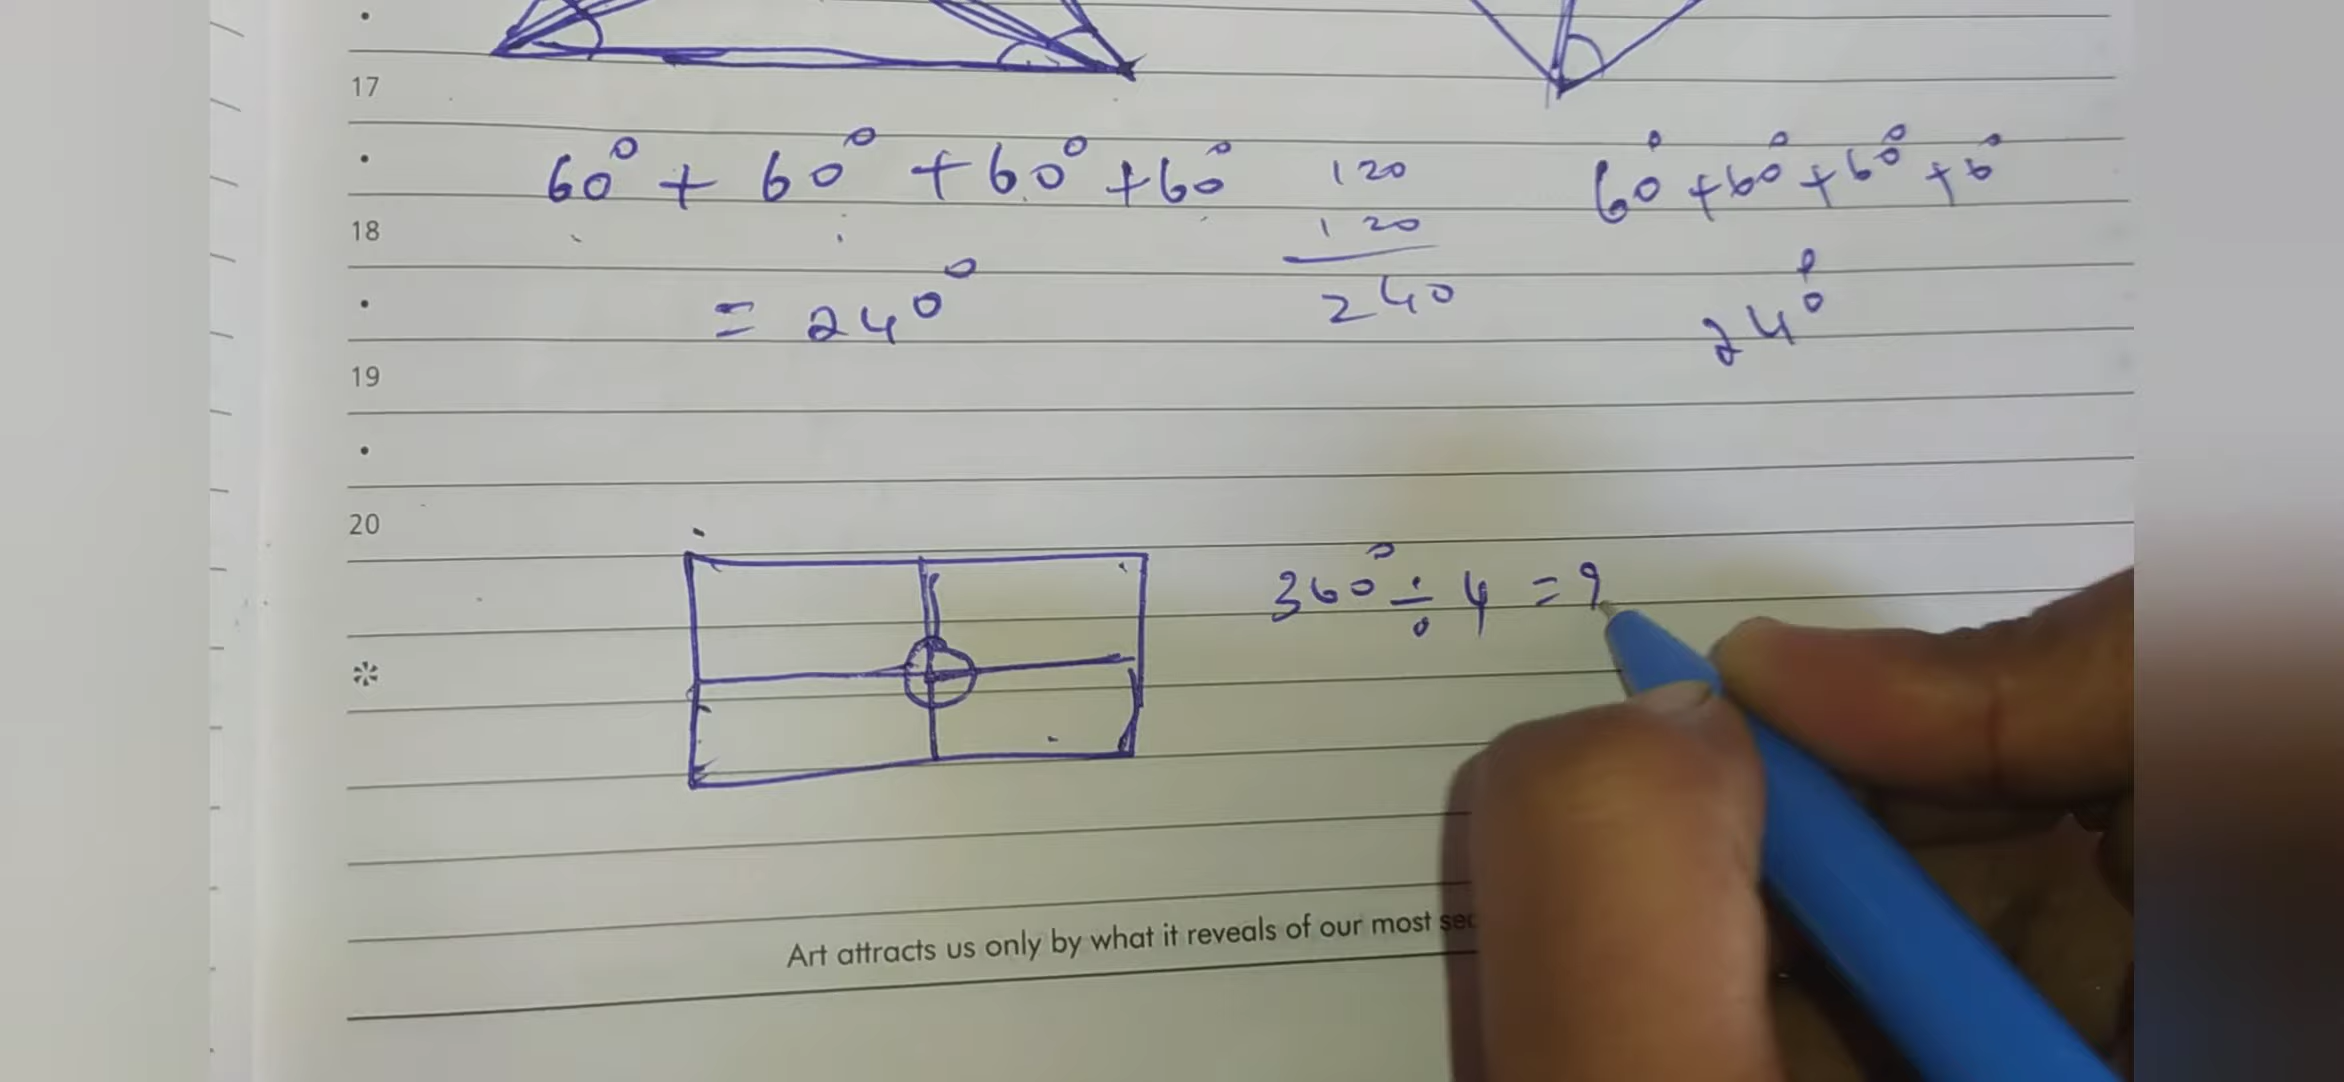 17
60° + 60° + 60° + 60° 120 60° + 60° + 60° + 6°
18 120
= 240° 240 240°
19
20
360° ÷ 4 = 9
Art attracts us only by what it reveals of our most